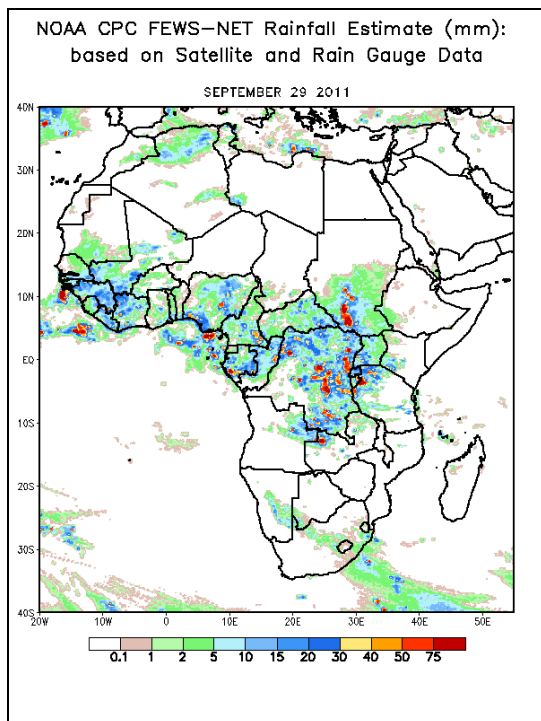 NOAA CPC FEWS-NET Rainfall Estimate (mm):
based on Satellite and Rain Gauge Data
SEPTEMBER 29 2011
40N
30N
20N
10N
EQ
10S
20S
30S
40S
20W 10W 0 10E 20E 30E 40E 50E
0.1 1 2 5 10 15 20 30 40 50 75